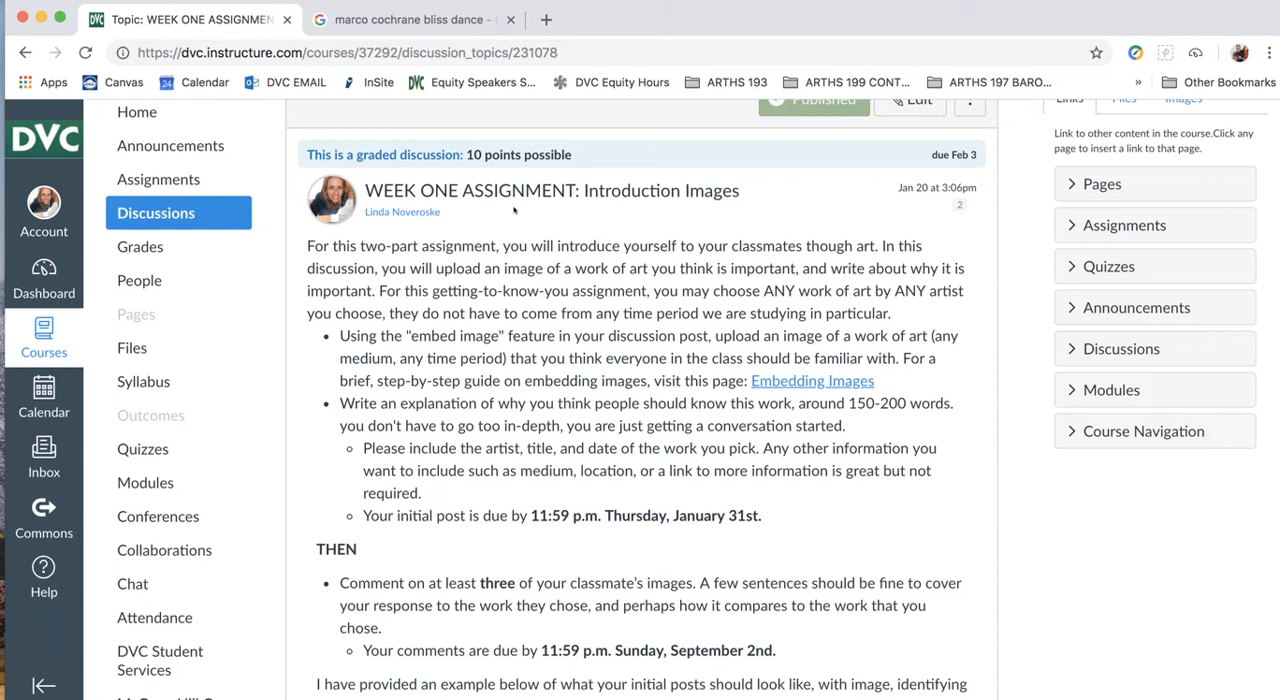 Topic: WEEK ONE ASSIGNMEN
marco cochrane bliss dance -
https://dvc.instructure.com/courses/37292/discussion_topics/231078
Apps Canvas Calendar DVC EMAIL InSite Equity Speakers S... DVC Equity Hours ARTHS 193 ARTHS 199 CONT... ARTHS 197 BARO... » Other Bookmarks
DVC
Account
Dashboard
Courses
Calendar
Inbox
Commons
Help
Home
Announcements
Assignments
Discussions
Grades
People
Pages
Files
Syllabus
Outcomes
Quizzes
Modules
Conferences
Collaborations
Chat
Attendance
DVC Student
Services
Published Edit
This is a graded discussion: 10 points possible due Feb 3
WEEK ONE ASSIGNMENT: Introduction Images Jan 20 at 3:06pm
Linda Noveroske 2
For this two-part assignment, you will introduce yourself to your classmates though art. In this
discussion, you will upload an image of a work of art you think is important, and write about why it is
important. For this getting-to-know-you assignment, you may choose ANY work of art by ANY artist
you choose, they do not have to come from any time period we are studying in particular.
• Using the "embed image" feature in your discussion post, upload an image of a work of art (any
medium, any time period) that you think everyone in the class should be familiar with. For a
brief, step-by-step guide on embedding images, visit this page: Embedding Images
• Write an explanation of why you think people should know this work, around 150-200 words.
you don't have to go too in-depth, you are just getting a conversation started.
Please include the artist, title, and date of the work you pick. Any other information you
want to include such as medium, location, or a link to more information is great but not
required.
Your initial post is due by 11:59 p.m. Thursday, January 31st.
THEN
• Comment on at least three of your classmate's images. A few sentences should be fine to cover
your response to the work they chose, and perhaps how it compares to the work that you
chose.
Your comments are due by 11:59 p.m. Sunday, September 2nd.
I have provided an example below of what your initial posts should look like, with image, identifying
Links Files Images
Link to other content in the course.Click any
page to insert a link to that page.
Pages
Assignments
Quizzes
Announcements
Discussions
Modules
Course Navigation